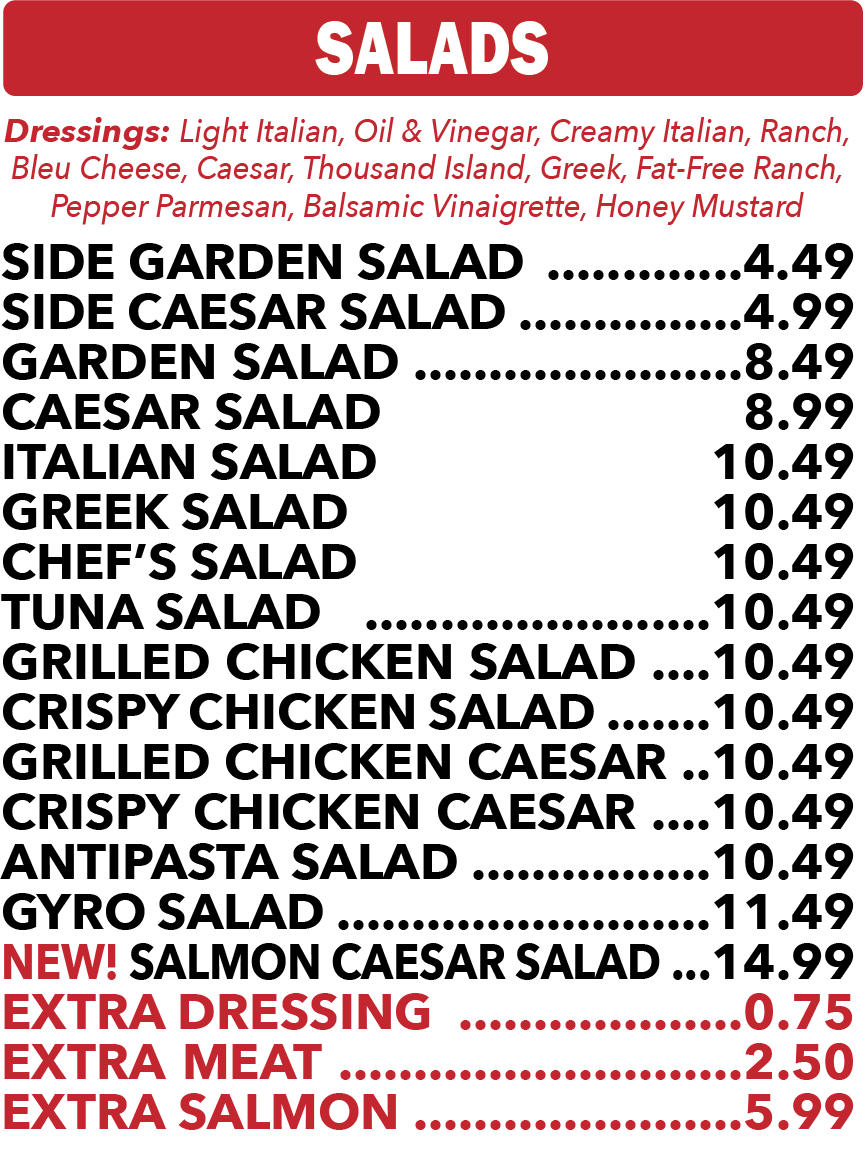 SALADS
Dressings: Light Italian, Oil & Vinegar, Creamy Italian, Ranch,
Bleu Cheese, Caesar, Thousand Island, Greek, Fat-Free Ranch,
Pepper Parmesan, Balsamic Vinaigrette, Honey Mustard
SIDE GARDEN SALAD .............4.49
SIDE CAESAR SALAD ...............4.99
GARDEN SALAD ......................8.49
CAESAR SALAD 8.99
ITALIAN SALAD 10.49
GREEK SALAD 10.49
CHEF’S SALAD 10.49
TUNA SALAD .......................10.49
GRILLED CHICKEN SALAD ....10.49
CRISPY CHICKEN SALAD .......10.49
GRILLED CHICKEN CAESAR ..10.49
CRISPY CHICKEN CAESAR ....10.49
ANTIPASTA SALAD ................10.49
GYRO SALAD .........................11.49
NEW! SALMON CAESAR SALAD ...14.99
EXTRA DRESSING ...................0.75
EXTRA MEAT ...........................2.50
EXTRA SALMON ......................5.99